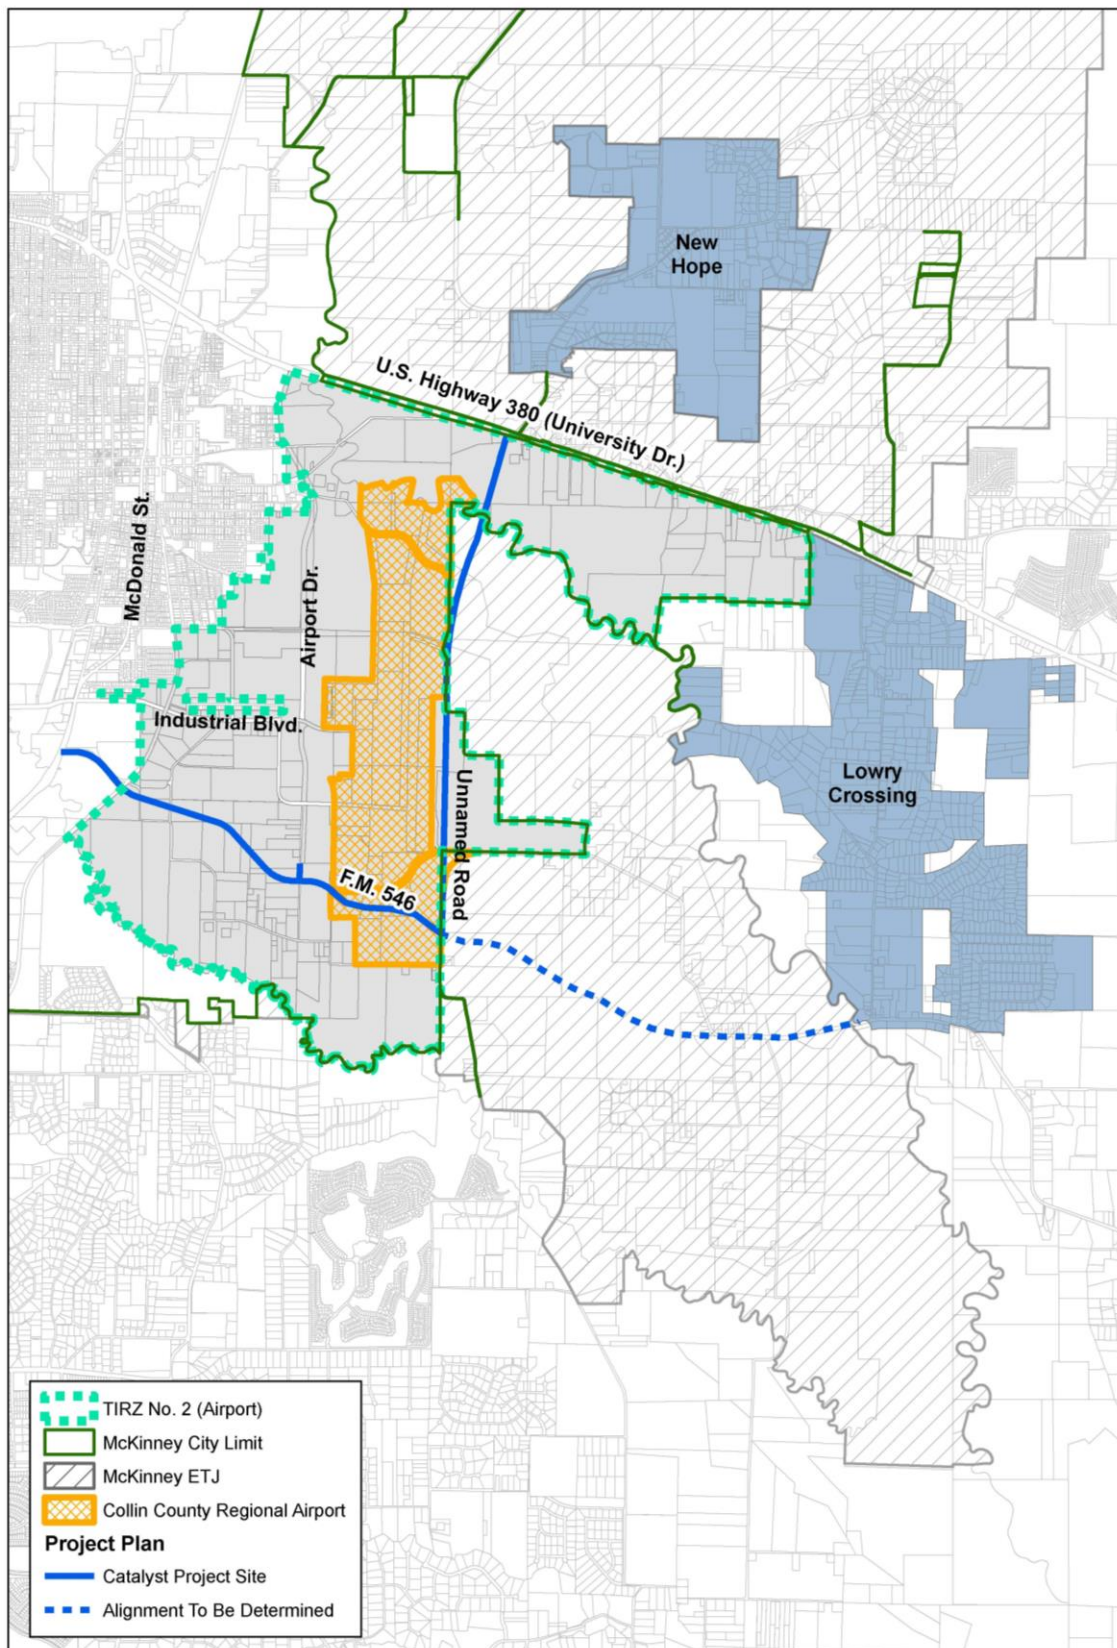 New
Hope
U.S. Highway 380 (University Dr.)
McDonald St.
Airport Dr.
Industrial Blvd.
Unnamed Road
Lowry
Crossing
F.M. 546
TIRZ No. 2 (Airport)
McKinney City Limit
McKinney ETJ
Collin County Regional Airport
Project Plan
Catalyst Project Site
Alignment To Be Determined